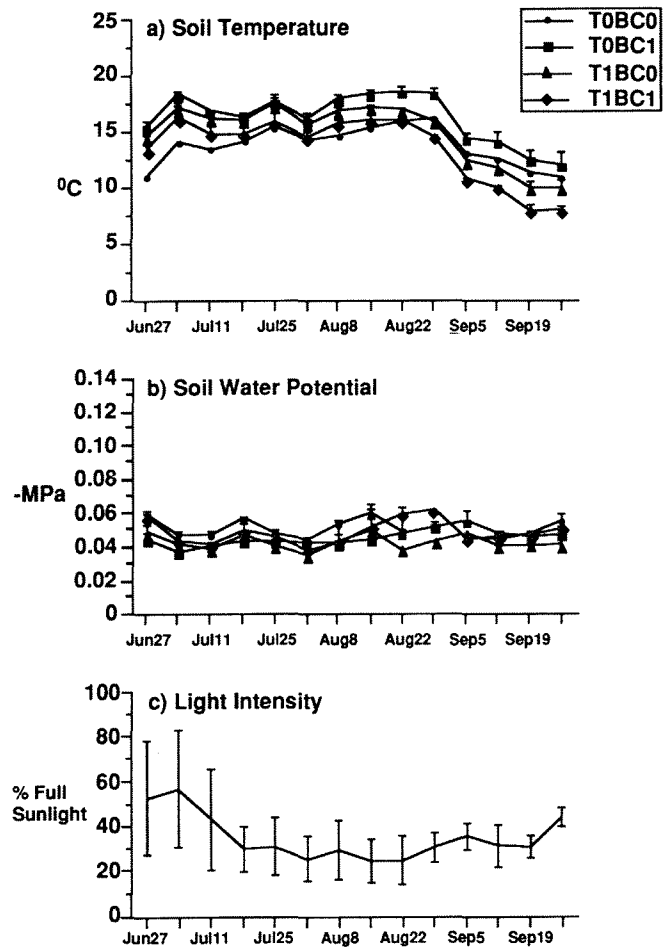 a) Soil Temperature
T0BC0
T0BC1
T1BC0
T1BC1
25
20
15
⁰C
10
5
0
Jun27 Jul11 Jul25 Aug8 Aug22 Sep5 Sep19
b) Soil Water Potential
0.14
0.12
0.10
0.08
-MPa
0.06
0.04
0.02
0
Jun27 Jul11 Jul25 Aug8 Aug22 Sep5 Sep19
c) Light Intensity
100
80
60
% Full
Sunlight
40
20
0
Jun27 Jul11 Jul25 Aug8 Aug22 Sep5 Sep19